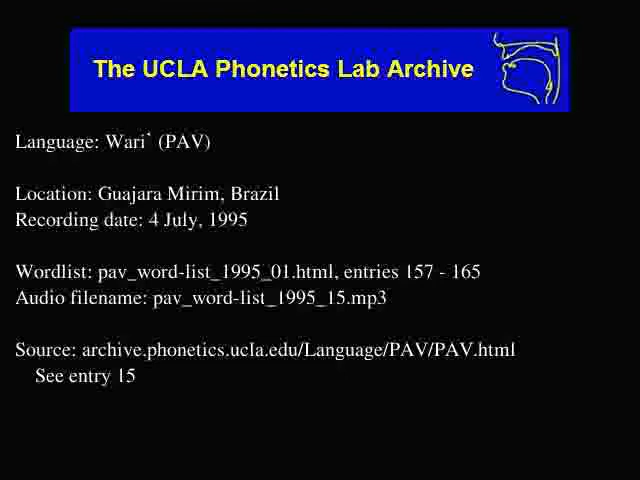 The UCLA Phonetics Lab Archive
Language: Wari` (PAV)
Location: Guajara Mirim, Brazil
Recording date: 4 July, 1995
Wordlist: pav_word-list_1995_01.html, entries 157 - 165
Audio filename: pav_word-list_1995_15.mp3
Source: archive.phonetics.ucla.edu/Language/PAV/PAV.html
See entry 15